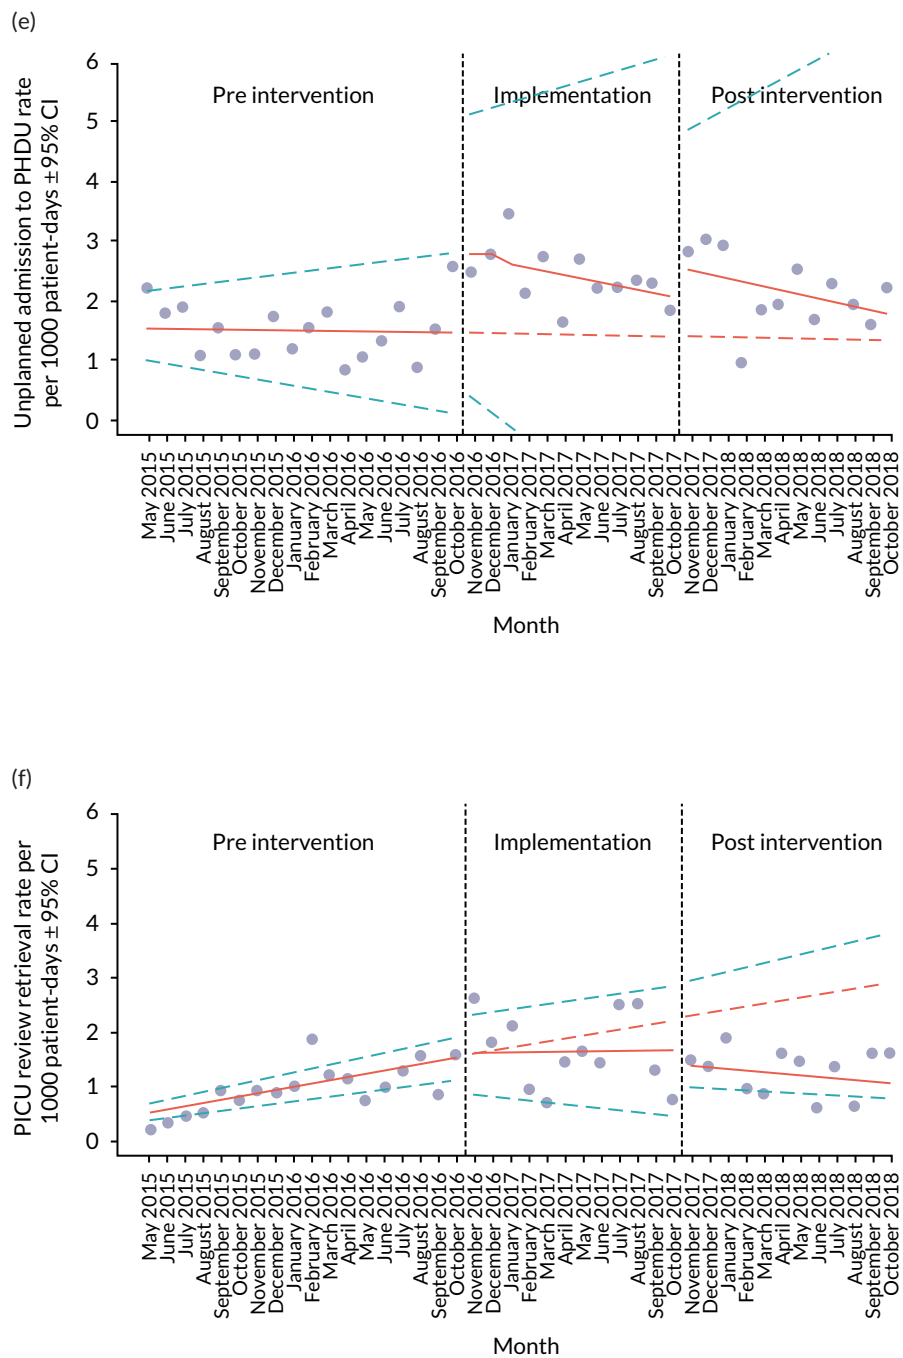 (e)
Unplanned admission to PHDU rate
per 1000 patient-days ± 95% CI
6
5
4
3
2
1
0
Pre intervention
Implementation
Post intervention
May 2015
June 2015
July 2015
August 2015
September 2015
October 2015
November 2015
December 2015
January 2016
February 2016
March 2016
April 2016
May 2016
June 2016
July 2016
August 2016
September 2016
October 2016
November 2016
December 2016
January 2017
February 2017
March 2017
April 2017
May 2017
June 2017
July 2017
August 2017
September 2017
October 2017
November 2017
December 2017
January 2018
February 2018
March 2018
April 2018
May 2018
June 2018
July 2018
August 2018
September 2018
October 2018
Month
(f)
PICU review retrieval rate per
1000 patient-days ± 95% CI
6
5
4
3
2
1
0
Pre intervention
Implementation
Post intervention
May 2015
June 2015
July 2015
August 2015
September 2015
October 2015
November 2015
December 2015
January 2016
February 2016
March 2016
April 2016
May 2016
June 2016
July 2016
August 2016
September 2016
October 2016
November 2016
December 2016
January 2017
February 2017
March 2017
April 2017
May 2017
June 2017
July 2017
August 2017
September 2017
October 2017
November 2017
December 2017
January 2018
February 2018
March 2018
April 2018
May 2018
June 2018
July 2018
August 2018
September 2018
October 2018
Month